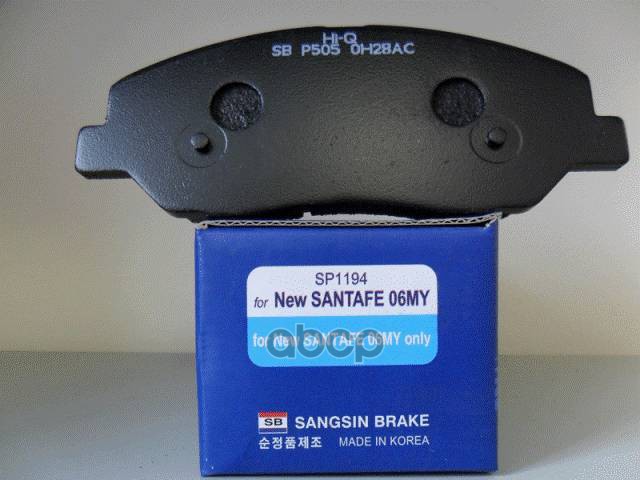 HI-Q
SB P505 0H28AC
SP1194
for New SANTAFE 06MY
for New SANTAFE 06MY only
abcp
SB SANGSIN BRAKE
순정품제조 MADE IN KOREA